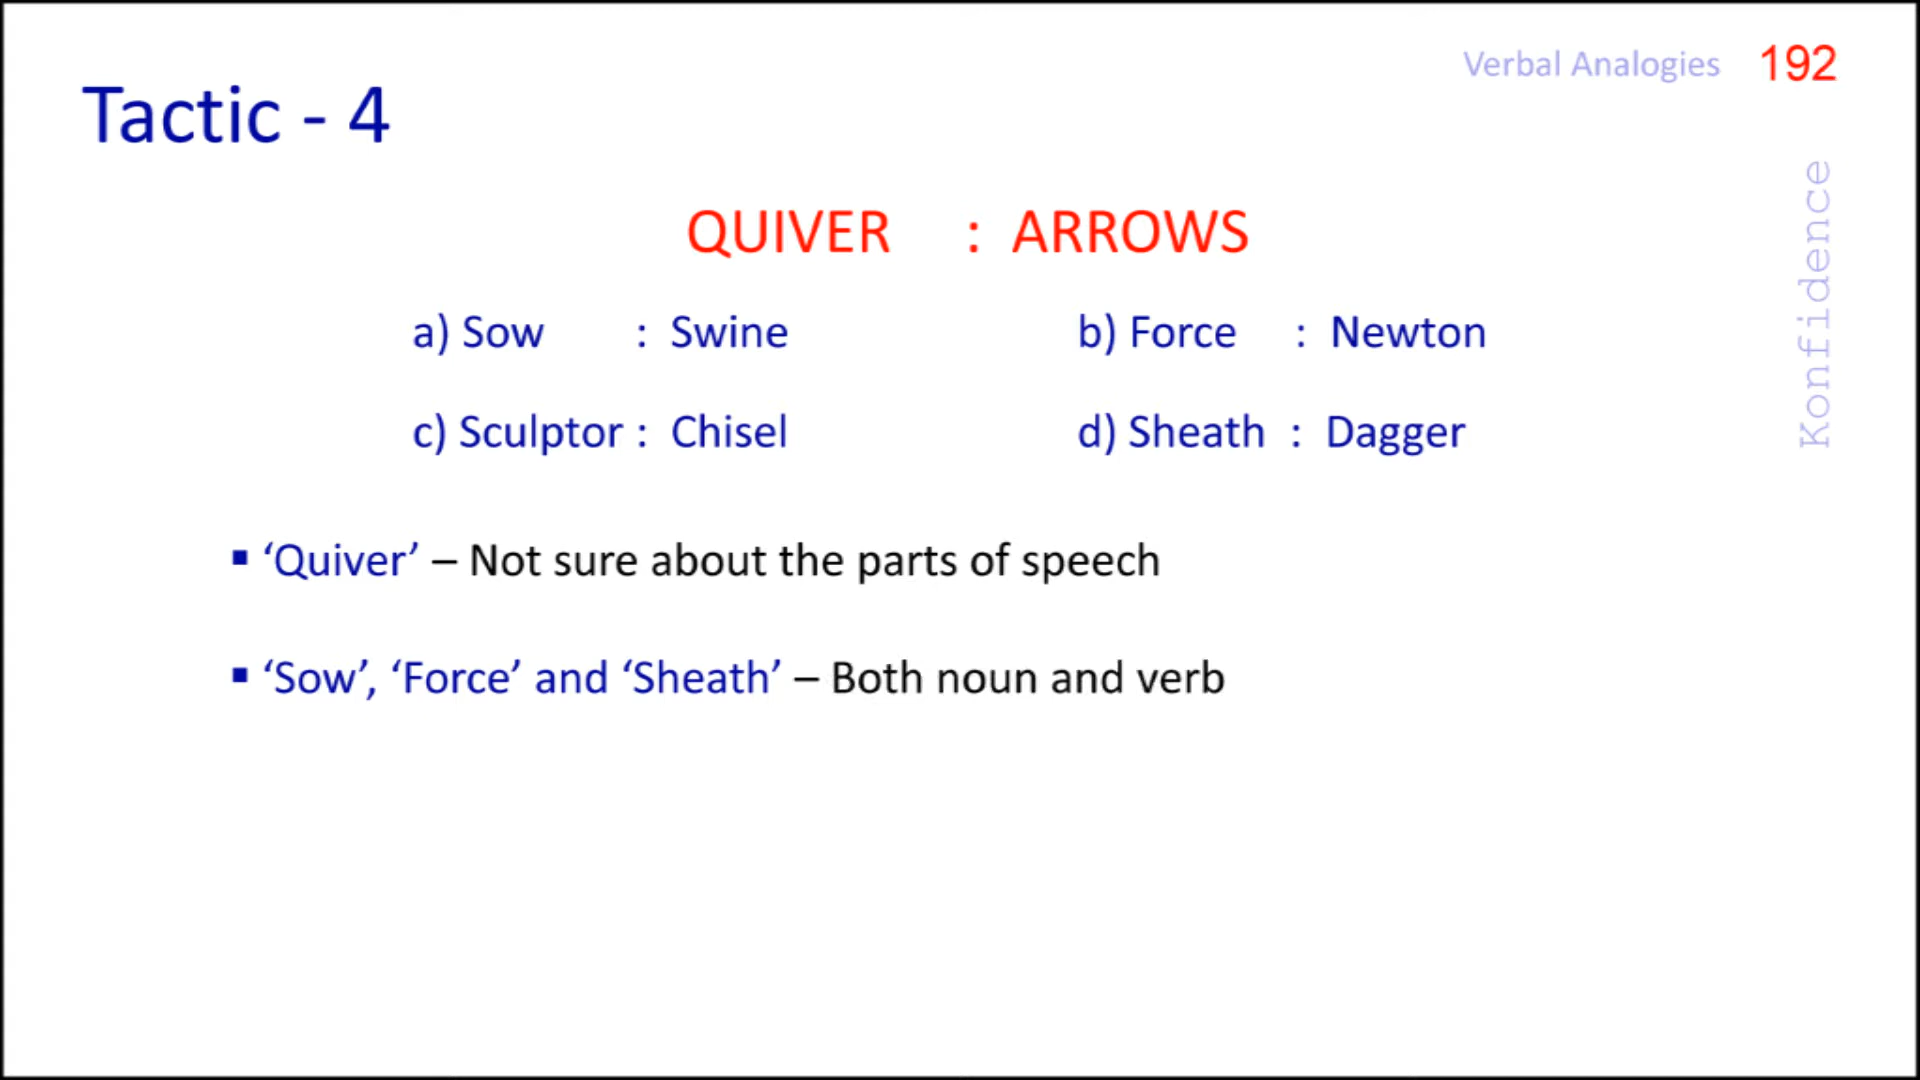 Verbal Analogies 192
Tactic - 4
QUIVER : ARROWS
a) Sow : Swine b) Force : Newton
c) Sculptor : Chisel d) Sheath : Dagger
▪ ‘Quiver’ – Not sure about the parts of speech
▪ ‘Sow’, ‘Force’ and ‘Sheath’ – Both noun and verb
Konfidence